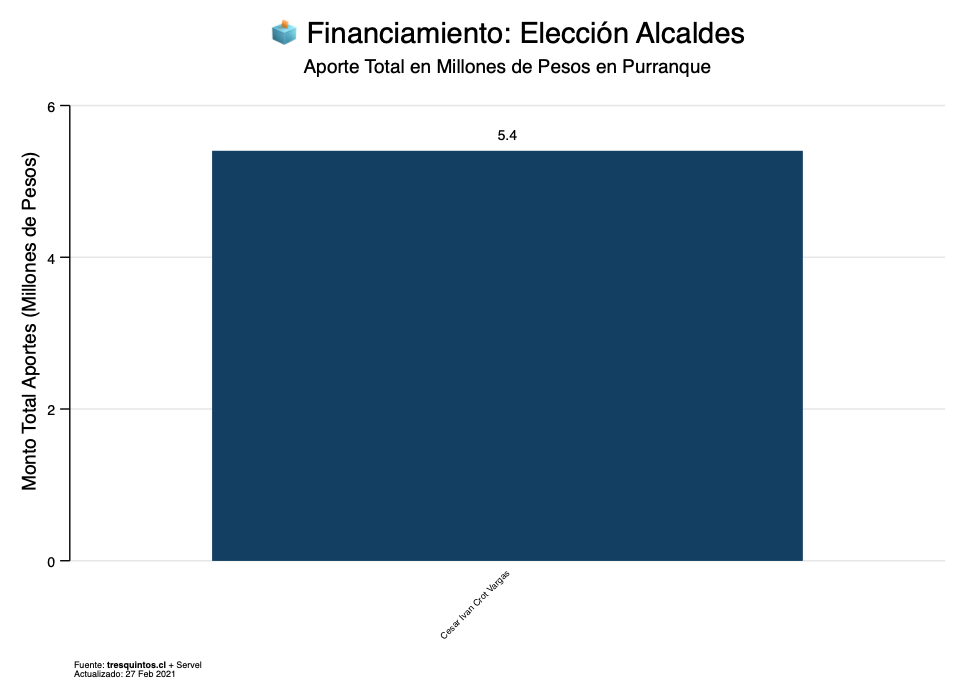 Financiamiento: Elección Alcaldes
Aporte Total en Millones de Pesos en Purranque
Monto Total Aportes (Millones de Pesos)
6
4
2
0
5.4
Cesar Ivan Crot Vargas
Fuente: tresquintos.cl + Servel
Actualizado: 27 Feb 2021